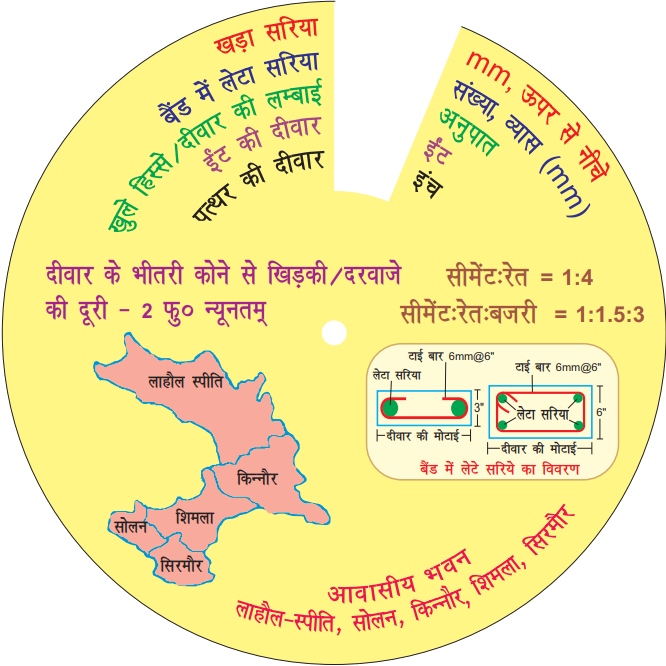 खड़ा सरिया
बैंड में लेटा सरिया
खुले हिस्से/दीवार की लम्बाई
ईंट की दीवार
पत्थर की दीवार
mm, ऊपर से नीचे
संख्या, व्यास (mm)
अनुपात
ईंट
इंच
दीवार के भीतरी कोने से खिड़की/दरवाजे
की दूरी - 2 फु० न्यूनतम्
सीमेंट:रेत = 1:4
सीमेंट:रेत:बजरी = 1:1.5:3
लाहौल स्पीति
किन्नौर
शिमला
सोलन
सिरमौर
टाई बार 6mm@6"
लेटा सरिया
3"
दीवार की मोटाई
टाई बार 6mm@6"
लेटा सरिया
6"
दीवार की मोटाई
बैंड में लेटे सरिये का विवरण
आवासीय भवन
लाहौल-स्पीति, सोलन, किन्नौर, शिमला, सिरमौर